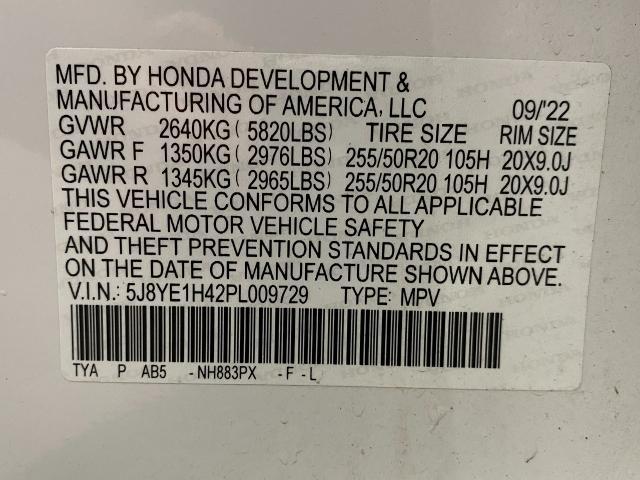 MFD. BY HONDA DEVELOPMENT &
MANUFACTURING OF AMERICA, LLC 09/'22
GVWR 2640KG ( 5820LBS) TIRE SIZE RIM SIZE
GAWR F 1350KG ( 2976LBS) 255/50R20 105H 20X9.0J
GAWR R 1345KG ( 2965LBS) 255/50R20 105H 20X9.0J
THIS VEHICLE CONFORMS TO ALL APPLICABLE
FEDERAL MOTOR VEHICLE SAFETY
AND THEFT PREVENTION STANDARDS IN EFFECT
ON THE DATE OF MANUFACTURE SHOWN ABOVE.
V.I.N.: 5J8YE1H42PL009729 TYPE: MPV
TYA P AB5 -NH883PX - F - L